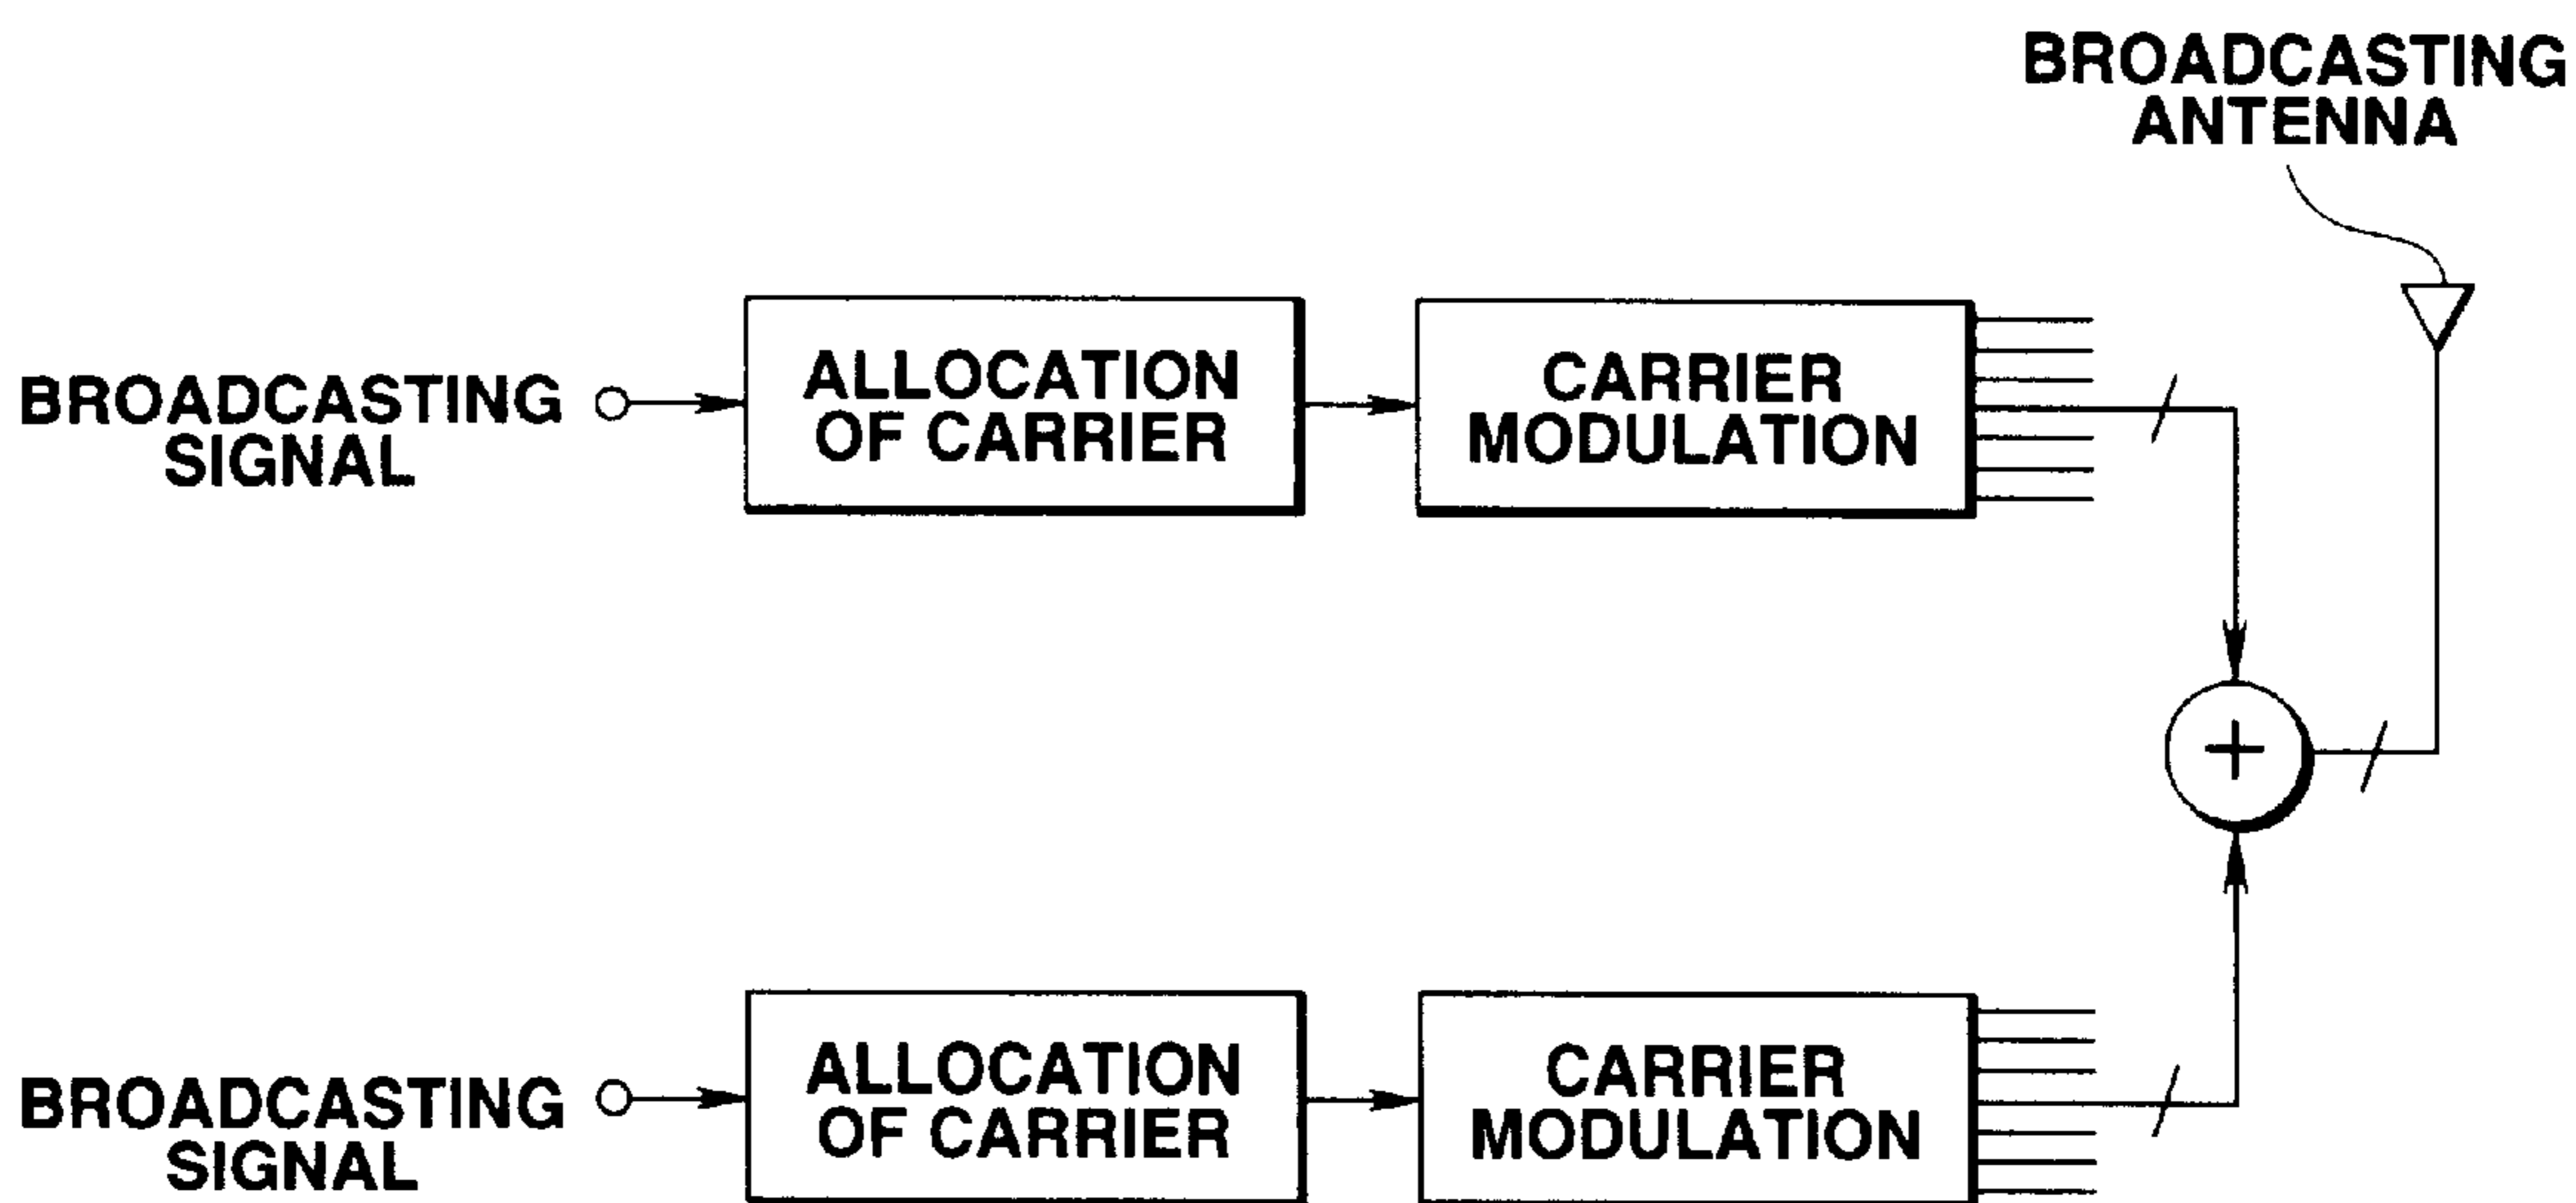 BROADCASTING
ANTENNA
BROADCASTING
SIGNAL
ALLOCATION
OF CARRIER
CARRIER
MODULATION
+
BROADCASTING
SIGNAL
ALLOCATION
OF CARRIER
CARRIER
MODULATION